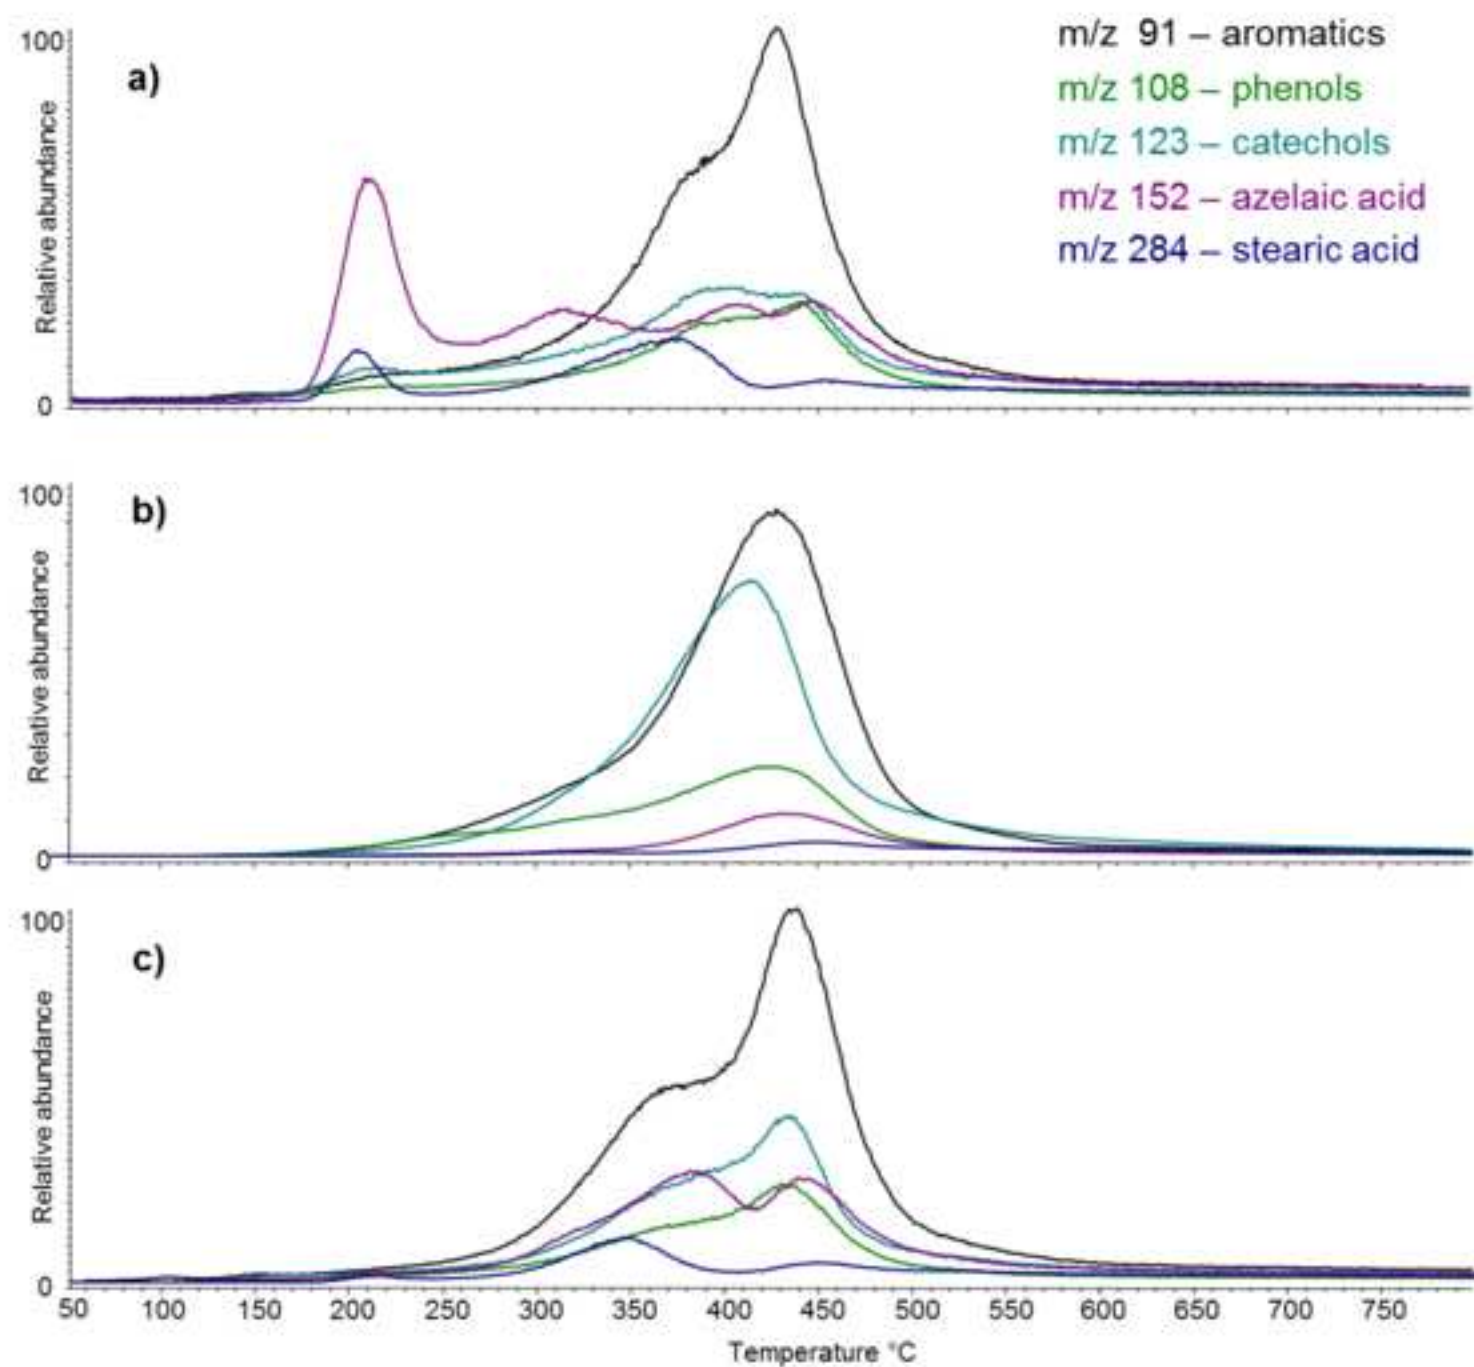 m/z 91 – aromatics
m/z 108 – phenols
m/z 123 – catechols
m/z 152 – azelaic acid
m/z 284 – stearic acid
a)
100
Relative abundance
0
b)
100
Relative abundance
0
c)
100
Relative abundance
0
50 100 150 200 250 300 350 400 450 500 550 600 650 700 750
Temperature °C